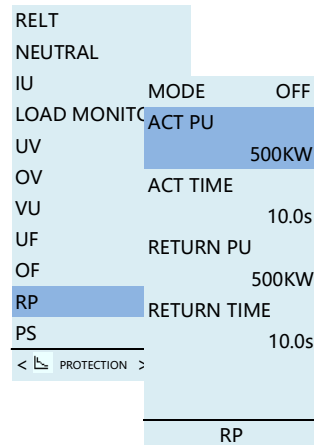 RELT
NEUTRAL
IU
LOAD MONITO
UV
OV
VU
UF
OF
RP
PS
< PROTECTION >
MODE OFF
ACT PU
500KW
ACT TIME
10.0s
RETURN PU
500KW
RETURN TIME
10.0s
RP